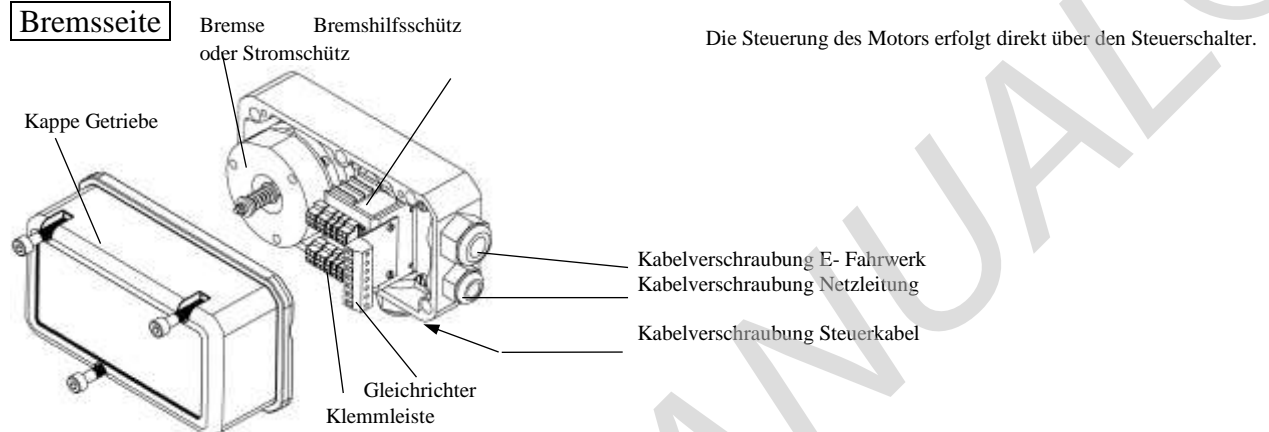 Bremsseite
Bremse Bremshilfsschütz
oder Stromschütz
Die Steuerung des Motors erfolgt direkt über den Steuerschalter.
Kappe Getriebe
Kabelverschraubung E- Fahrwerk
Kabelverschraubung Netzleitung
Kabelverschraubung Steuerkabel
Gleichrichter
Klemmleiste